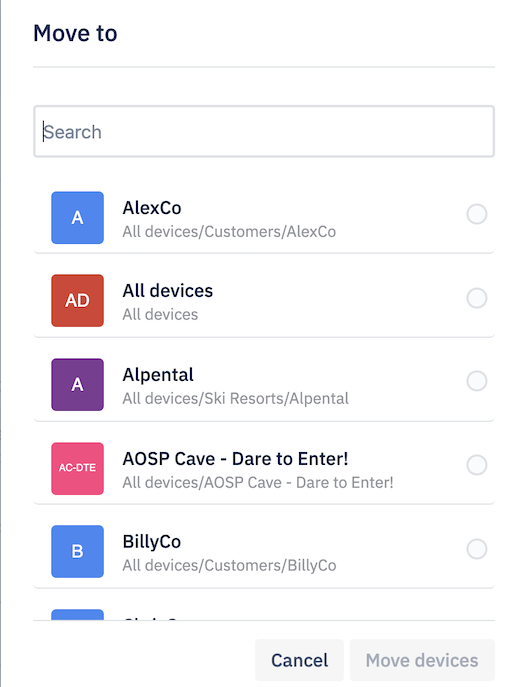 Move to
Search
A
AlexCo
All devices/Customers/AlexCo
AD
All devices
All devices
A
Alpental
All devices/Ski Resorts/Alpental
AC-DTE
AOSP Cave - Dare to Enter!
All devices/AOSP Cave - Dare to Enter!
B
BillyCo
All devices/Customers/BillyCo
Cancel
Move devices